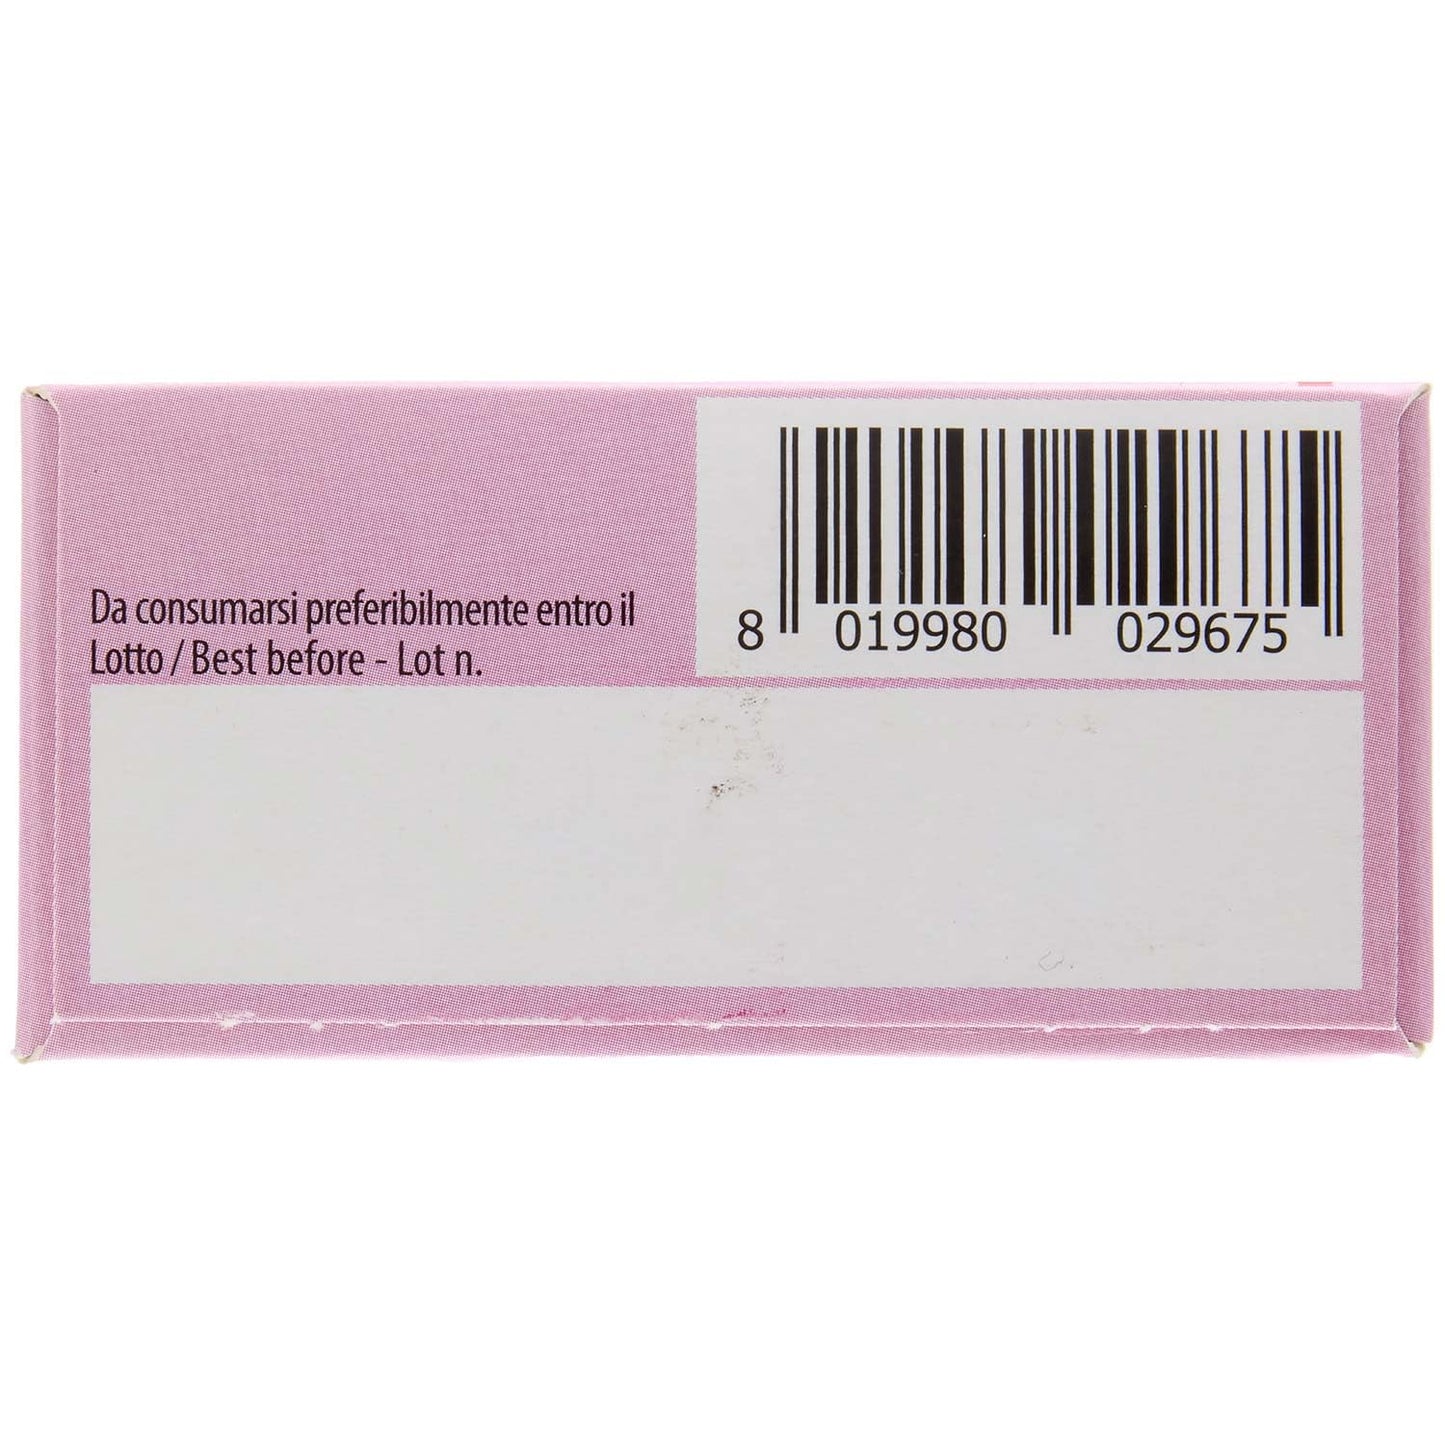 Da consumarsi preferibilmente entro il
Lotto / Best before - Lot n.
8 019980 029675